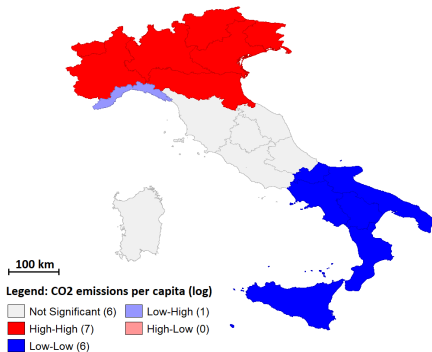 100 km
Legend: CO2 emissions per capita (log)
Not Significant (6) Low-High (1)
High-High (7) High-Low (0)
Low-Low (6)